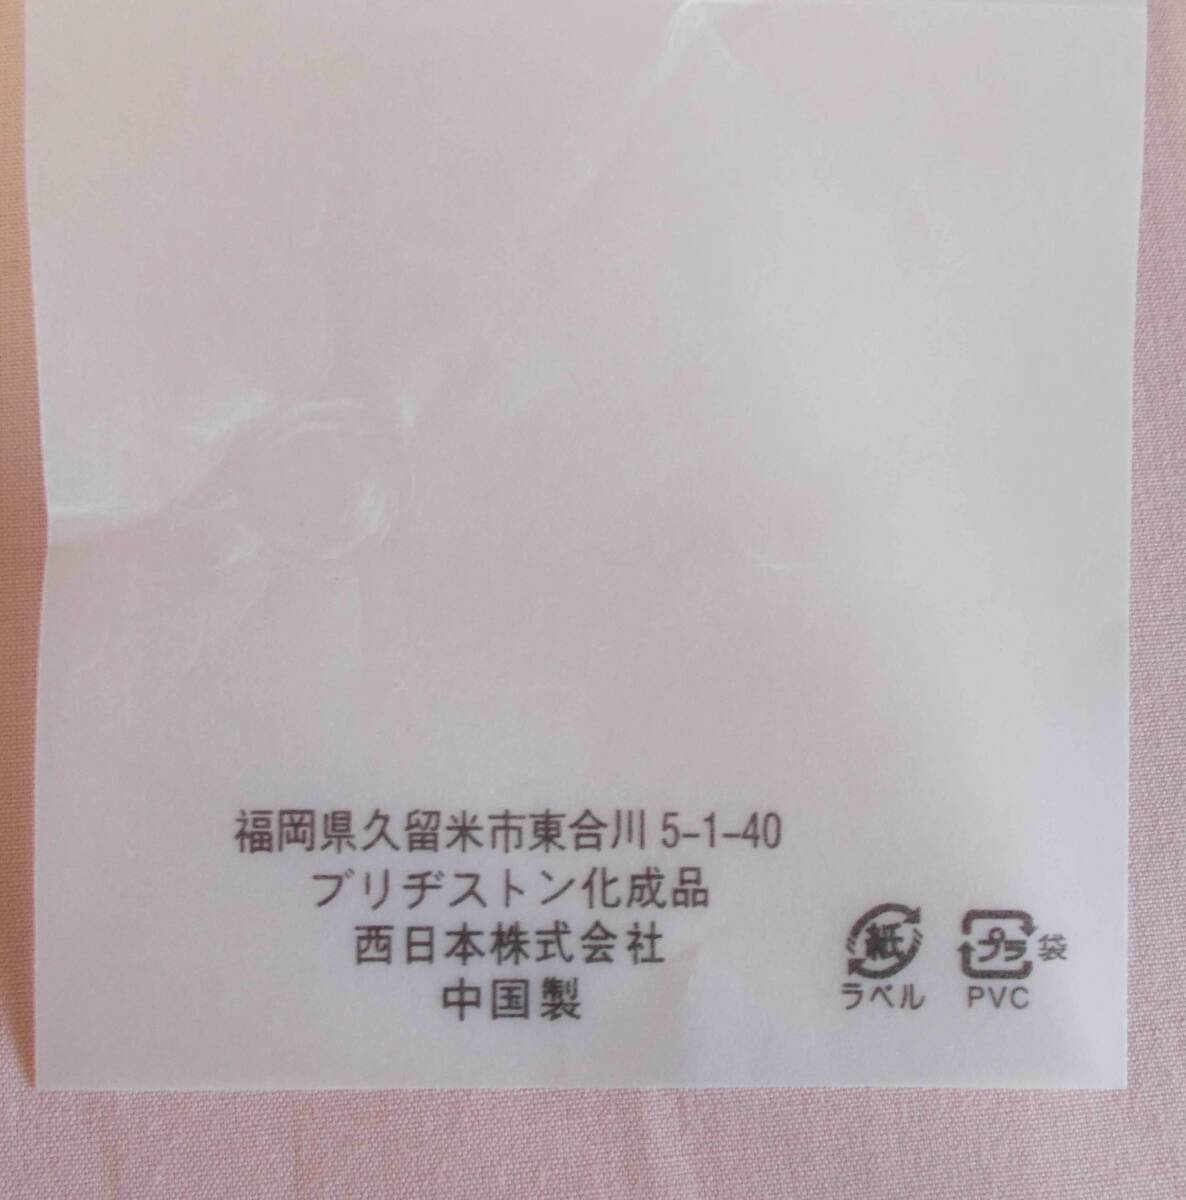 福岡県久留米市東合川 5-1-40
ブリヂストン化成品
西日本株式会社
中国製
紙
ラベル
プラ 袋
PVC